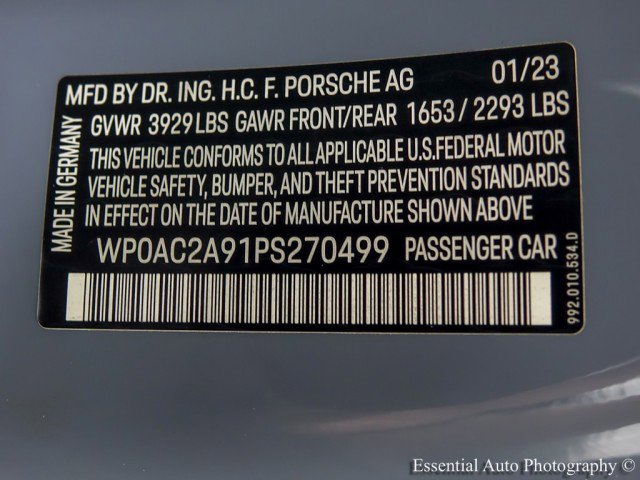 MFD BY DR. ING. H.C. F. PORSCHE AG 01/23
GVWR 3929 LBS GAWR FRONT/REAR 1653 / 2293 LBS
THIS VEHICLE CONFORMS TO ALL APPLICABLE U.S.FEDERAL MOTOR
VEHICLE SAFETY, BUMPER, AND THEFT PREVENTION STANDARDS
IN EFFECT ON THE DATE OF MANUFACTURE SHOWN ABOVE
WP0AC2A91PS270499 PASSENGER CAR
MADE IN GERMANY
992.010.534.0
Essential Auto Photography ©